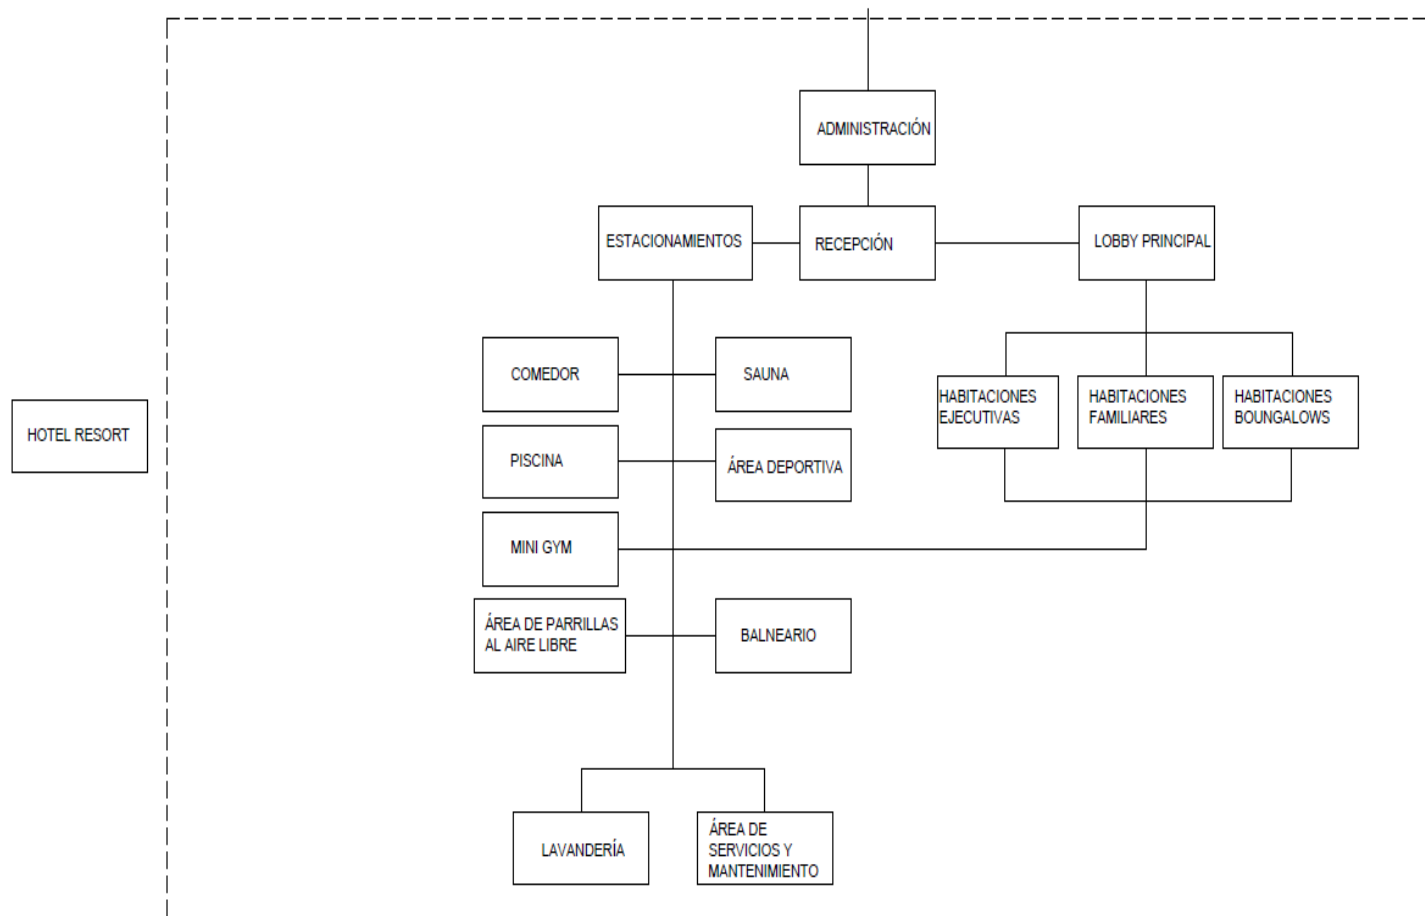 ADMINISTRACIÓN
ESTACIONAMIENTOS
RECEPCIÓN
LOBBY PRINCIPAL
COMEDOR
SAUNA
HABITACIONES
EJECUTIVAS
HABITACIONES
FAMILIARES
HABITACIONES
BOUNGALOWS
HOTEL RESORT
PISCINA
ÁREA DEPORTIVA
MINI GYM
ÁREA DE PARRILLAS
AL AIRE LIBRE
BALNEARIO
LAVANDERÍA
ÁREA DE
SERVICIOS Y
MANTENIMIENTO